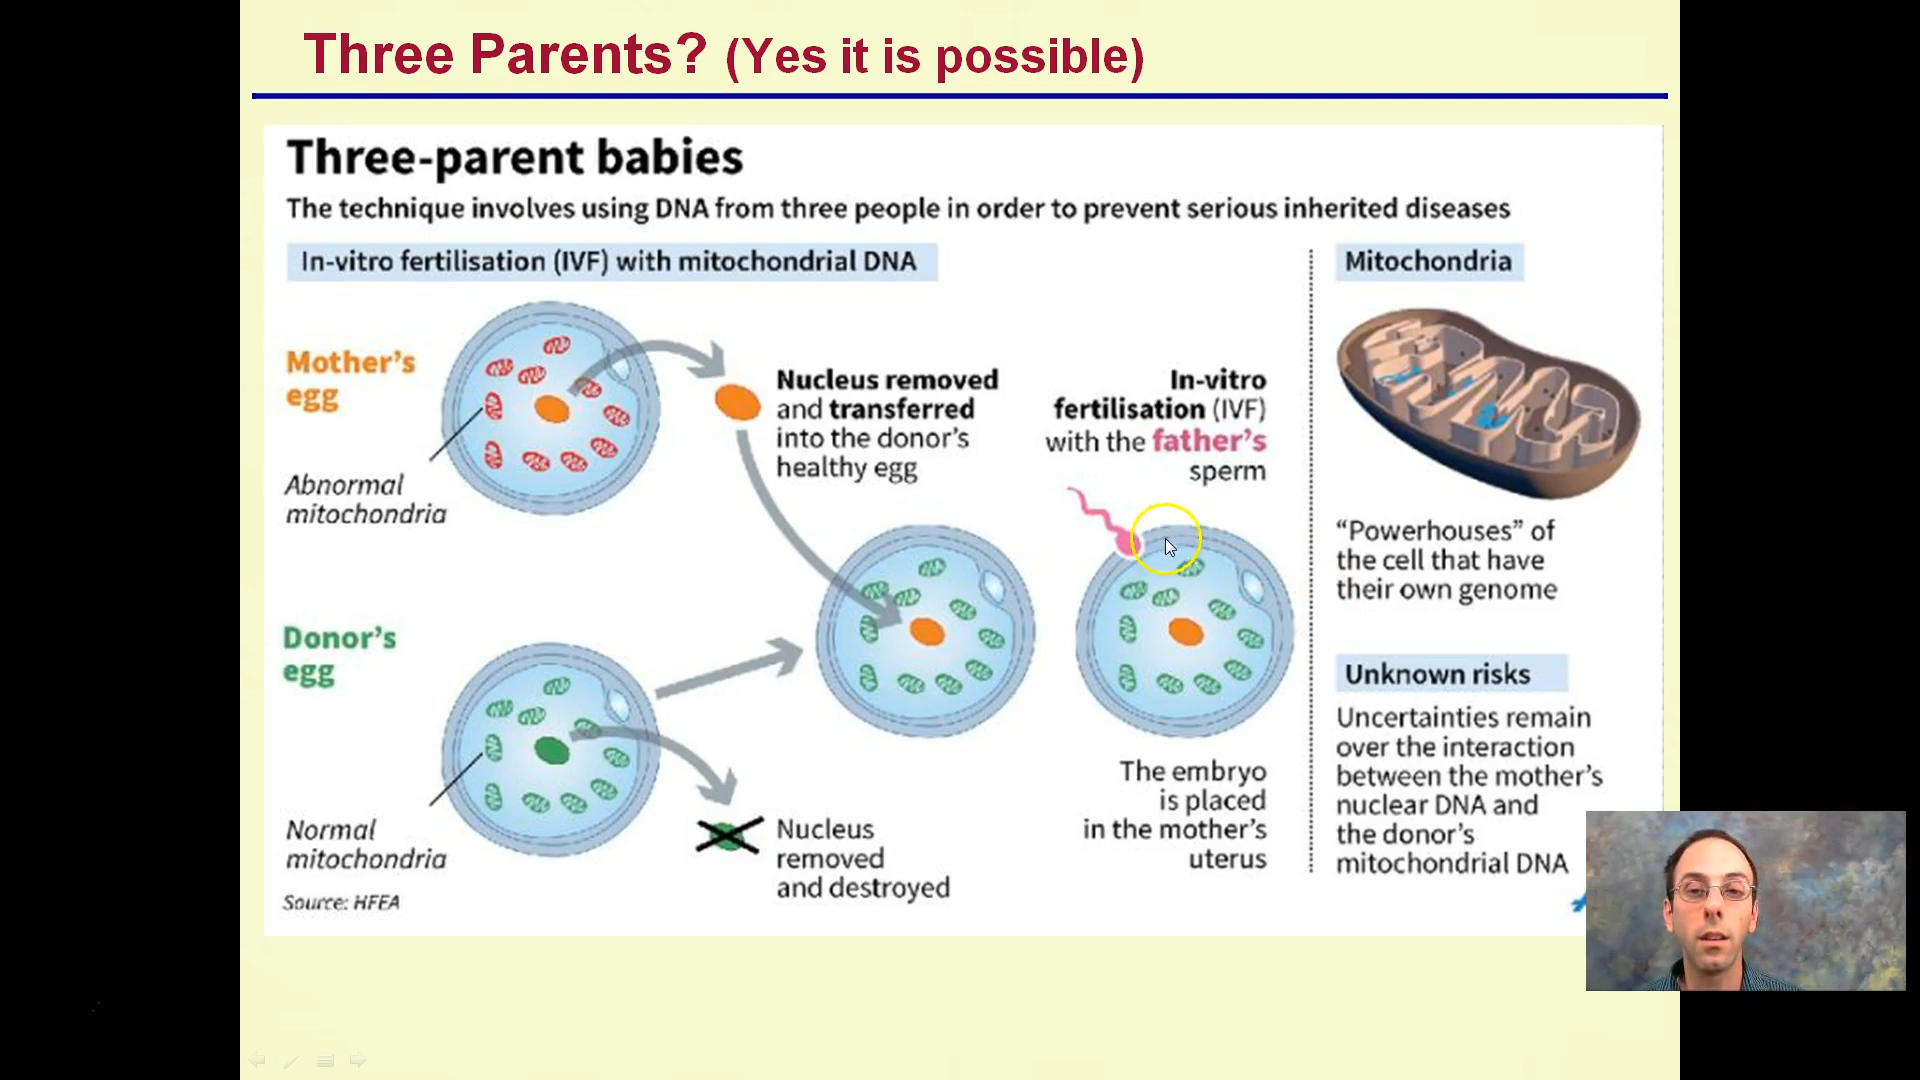 Three Parents? (Yes it is possible)
Three-parent babies
The technique involves using DNA from three people in order to prevent serious inherited diseases
In-vitro fertilisation (IVF) with mitochondrial DNA
Mother's
egg
Abnormal
mitochondria
Nucleus removed
and transferred
into the donor's
healthy egg
In-vitro
fertilisation (IVF)
with the father's
sperm
Donor's
egg
Normal
mitochondria
Nucleus
removed
and destroyed
The embryo
is placed
in the mother's
uterus
Source: HFEA
Mitochondria
"Powerhouses" of
the cell that have
their own genome
Unknown risks
Uncertainties remain
over the interaction
between the mother's
nuclear DNA and
the donor's
mitochondrial DNA